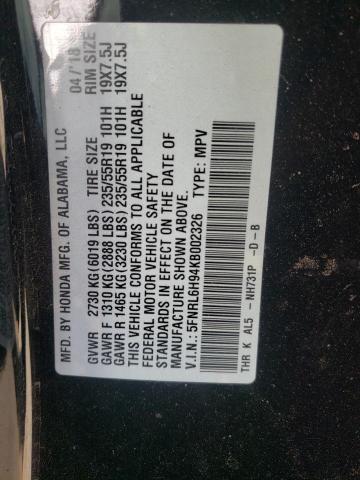 MFD. BY HONDA MFG. OF ALABAMA, LLC 04/'18
TIRE SIZE RIM SIZE
GVWR 2730 KG (6019 LBS)
GAWR F 1310 KG (2888 LBS) 235/55R19 101H 19X7.5J
GAWR R 1465 KG (3230 LBS) 235/55R19 101H 19X7.5J
THIS VEHICLE CONFORMS TO ALL APPLICABLE
FEDERAL MOTOR VEHICLE SAFETY
STANDARDS IN EFFECT ON THE DATE OF
MANUFACTURE SHOWN ABOVE.
V.I.N.:5FNRL6H94KB002326 TYPE: MPV
THR K AL5 - NH731P -D-B